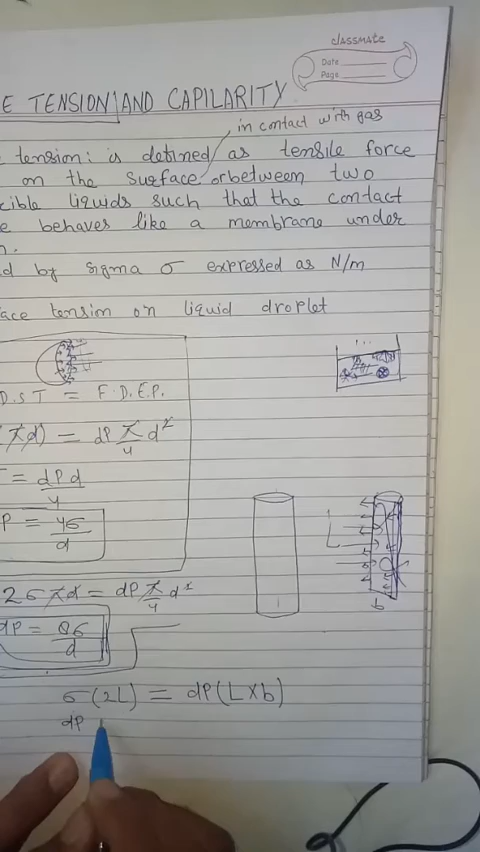 classmate
Date
Page
E TENSION AND CAPILARITY
in contact with gas
tension: is defined as tensile force
on the surface or between two
cible liquids such that the contact
e behaves like a membrane under
n.
d by sigma σ expressed as N/m
face tension on liquid droplet
D.S.T = F.D.E.P.
(πd) = dP π/4 d²
= dPd/4
P = 4σ/d
L
b
2σπd = dP π/4 d²
dP = 8σ/d
σ(2L) = dP(L×b)
dP